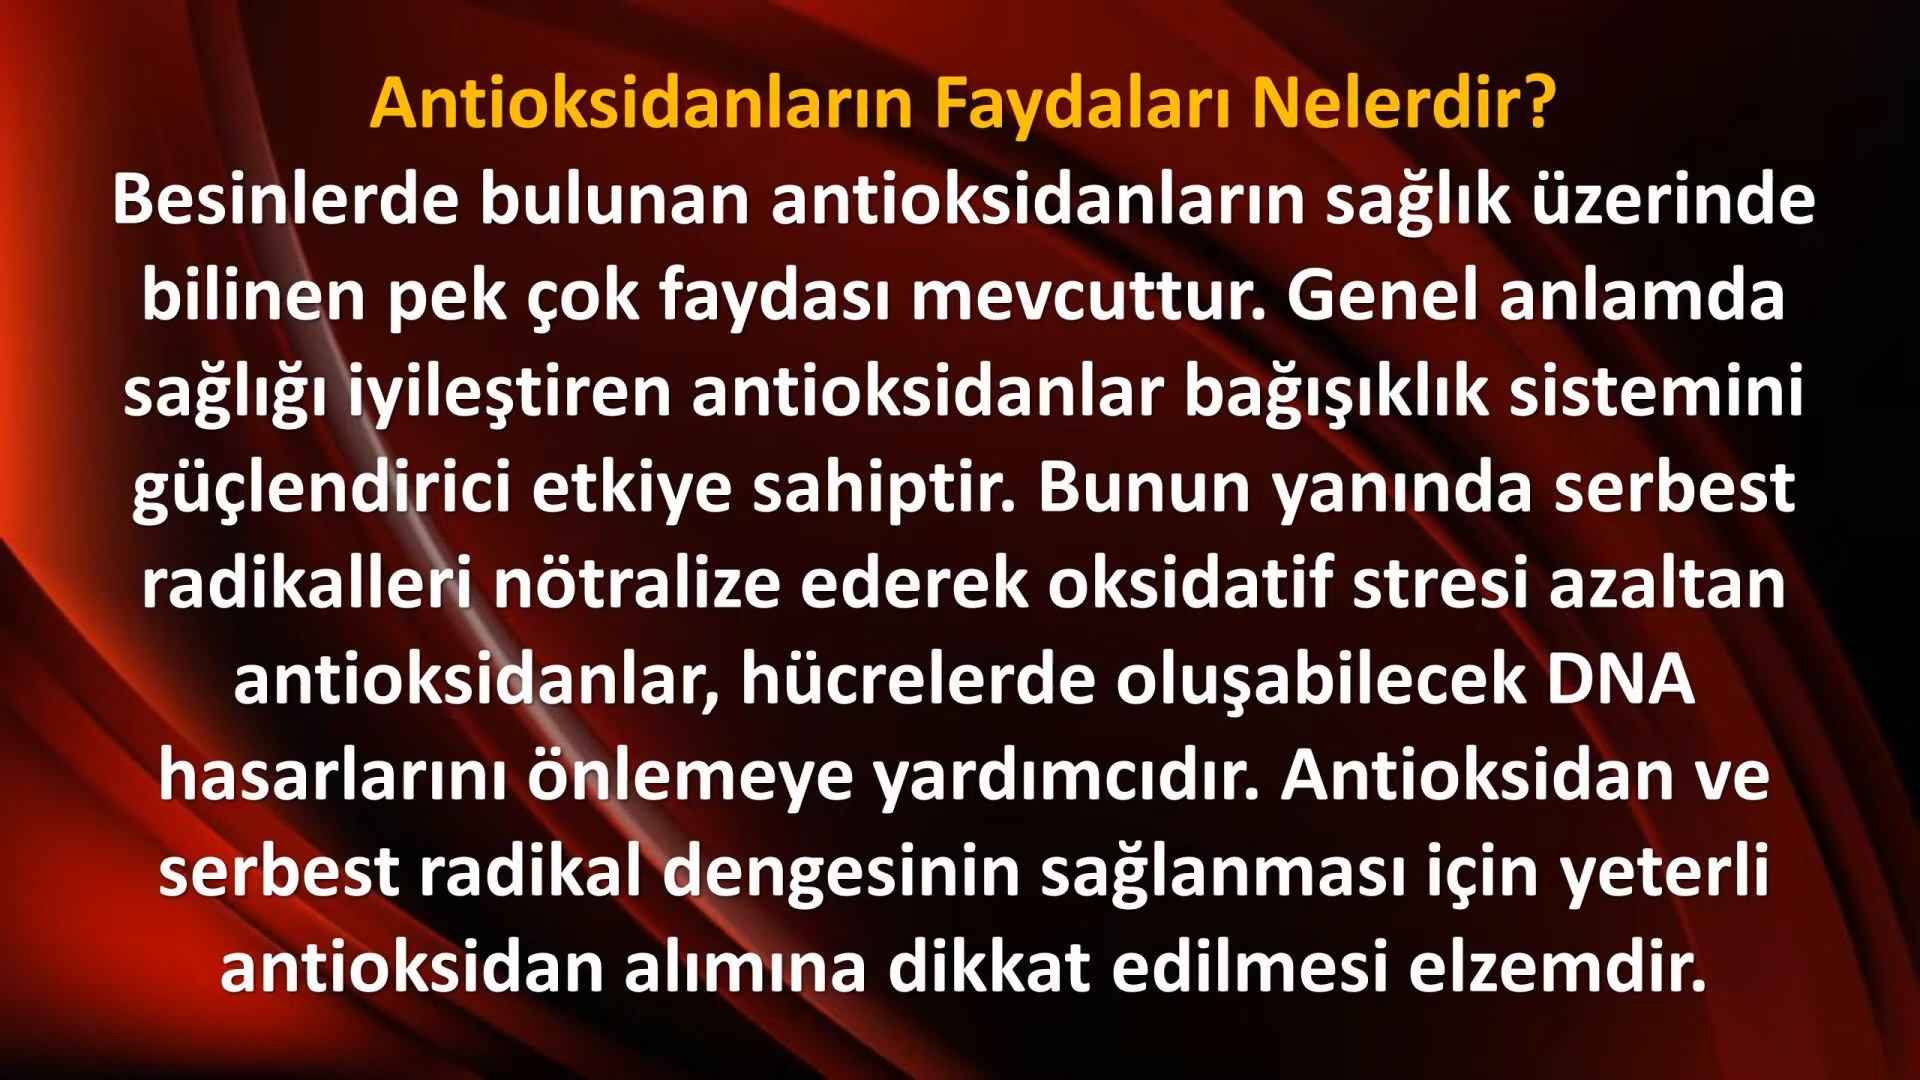 Antioksidanların Faydaları Nelerdir?
Besinlerde bulunan antioksidanların sağlık üzerinde
bilinen pek çok faydası mevcuttur. Genel anlamda
sağlığı iyileştiren antioksidanlar bağışıklık sistemini
güçlendirici etkiye sahiptir. Bunun yanında serbest
radikalleri nötralize ederek oksidatif stresi azaltan
antioksidanlar, hücrelerde oluşabilecek DNA
hasarlarını önlemeye yardımcıdır. Antioksidan ve
serbest radikal dengesinin sağlanması için yeterli
antioksidan alımına dikkat edilmesi elzemdir.